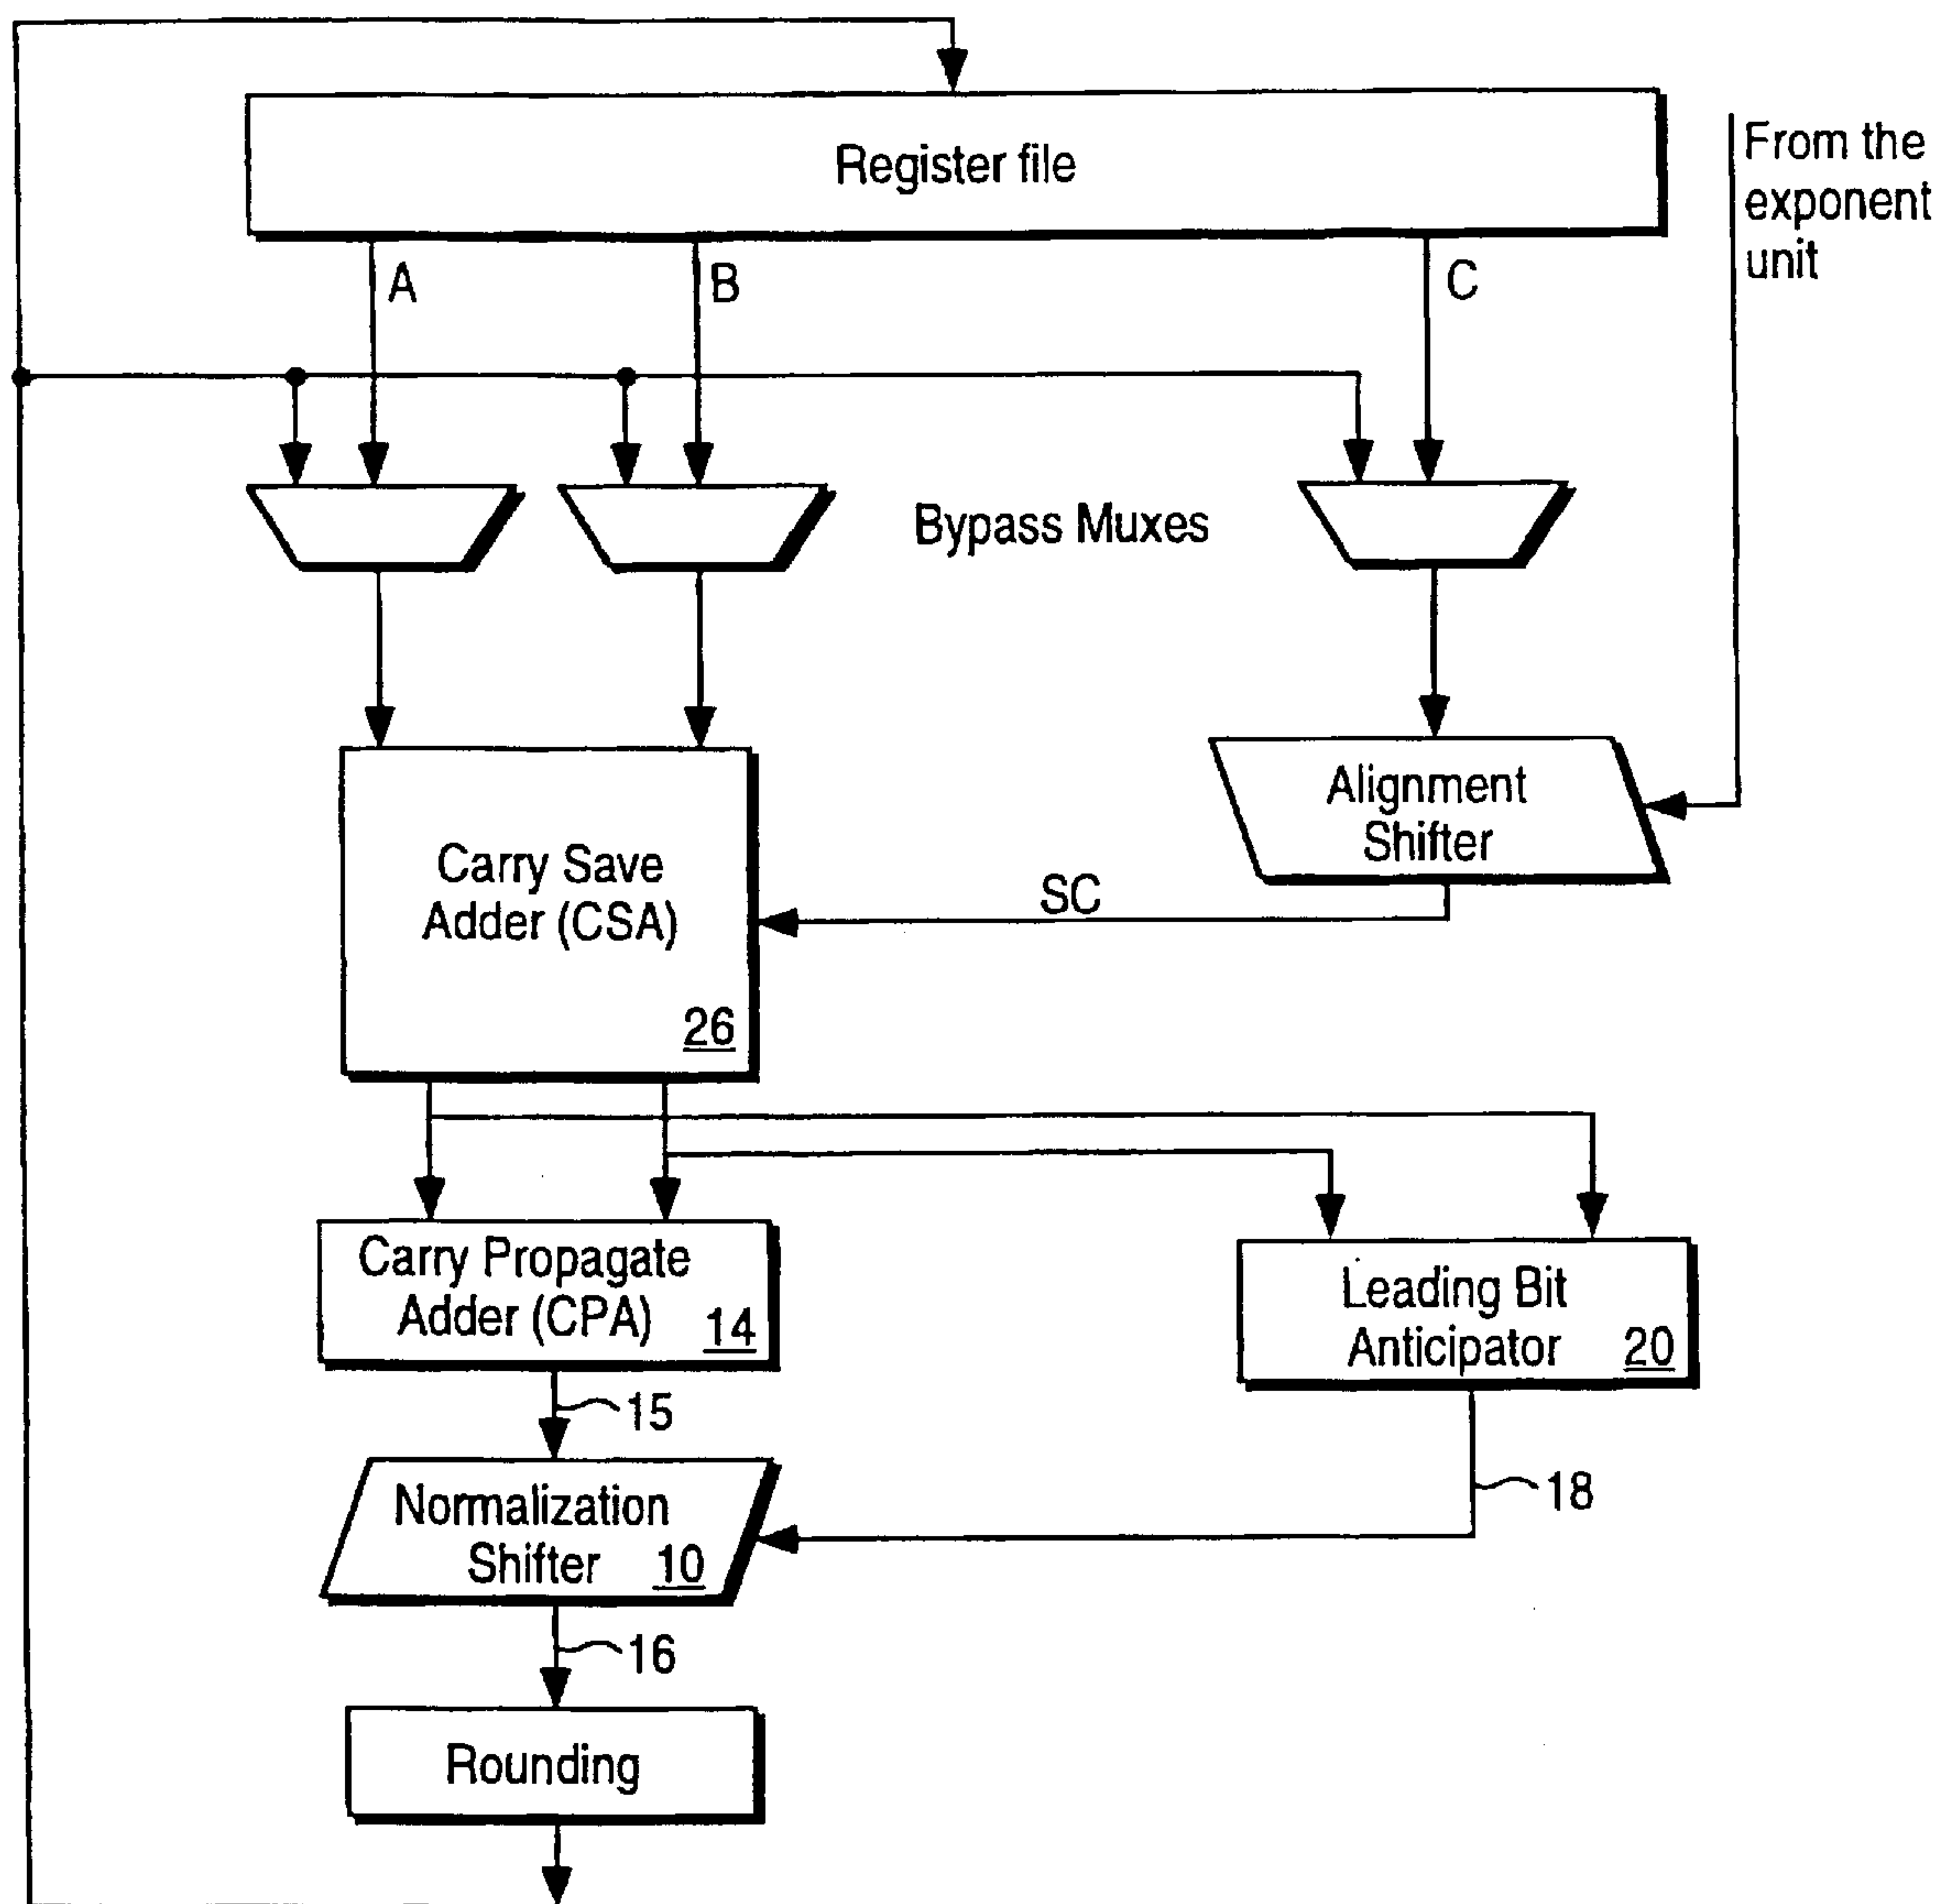 Register file
From the
exponent
unit
A
B
C
Bypass Muxes
Alignment
Shifter
Carry Save
Adder (CSA)
SC
26
Carry Propagate
Adder (CPA)
14
Leading Bit
Anticipator
20
15
18
Normalization
Shifter
10
16
Rounding